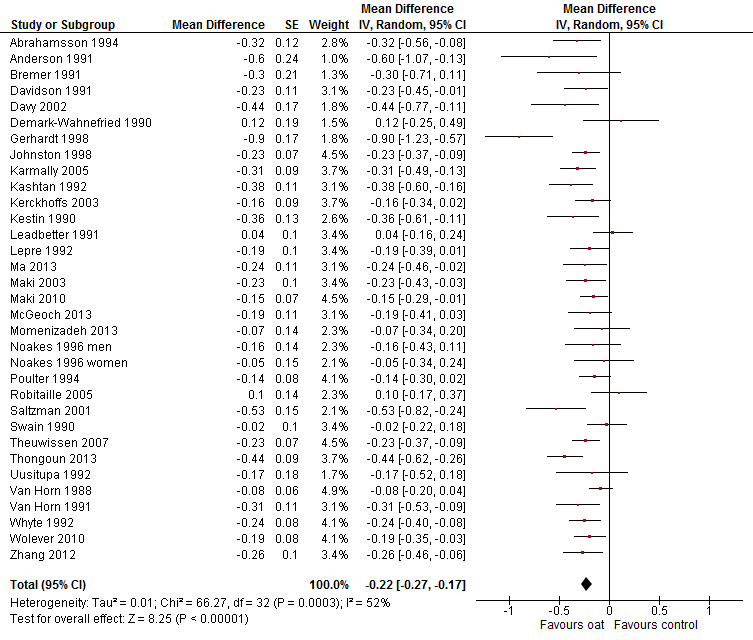 Mean Difference Mean Difference
Study or Subgroup Mean Difference SE Weight IV, Random, 95% CI IV, Random, 95% CI
Abrahamsson 1994 -0.32 0.12 2.8% -0.32 [-0.56, -0.08]
Anderson 1991 -0.6 0.24 1.0% -0.60 [-1.07, -0.13]
Bremer 1991 -0.3 0.21 1.3% -0.30 [-0.71, 0.11]
Davidson 1991 -0.23 0.11 3.1% -0.23 [-0.45, -0.01]
Davy 2002 -0.44 0.17 1.8% -0.44 [-0.77, -0.11]
Demark-Wahnefried 1990 0.12 0.19 1.5% 0.12 [-0.25, 0.49]
Gerhardt 1998 -0.9 0.17 1.8% -0.90 [-1.23, -0.57]
Johnston 1998 -0.23 0.07 4.5% -0.23 [-0.37, -0.09]
Karmally 2005 -0.31 0.09 3.7% -0.31 [-0.49, -0.13]
Kashtan 1992 -0.38 0.11 3.1% -0.38 [-0.60, -0.16]
Kerckhoffs 2003 -0.16 0.09 3.7% -0.16 [-0.34, 0.02]
Kestin 1990 -0.36 0.13 2.6% -0.36 [-0.61, -0.11]
Leadbetter 1991 0.04 0.1 3.4% 0.04 [-0.16, 0.24]
Lepre 1992 -0.19 0.1 3.4% -0.19 [-0.39, 0.01]
Ma 2013 -0.24 0.11 3.1% -0.24 [-0.46, -0.02]
Maki 2003 -0.23 0.1 3.4% -0.23 [-0.43, -0.03]
Maki 2010 -0.15 0.07 4.5% -0.15 [-0.29, -0.01]
McGeoch 2013 -0.19 0.11 3.1% -0.19 [-0.41, 0.03]
Momenizadeh 2013 -0.07 0.14 2.3% -0.07 [-0.34, 0.20]
Noakes 1996 men -0.16 0.14 2.3% -0.16 [-0.43, 0.11]
Noakes 1996 women -0.05 0.15 2.1% -0.05 [-0.34, 0.24]
Poulter 1994 -0.14 0.08 4.1% -0.14 [-0.30, 0.02]
Robitaille 2005 0.1 0.14 2.3% 0.10 [-0.17, 0.37]
Saltzman 2001 -0.53 0.15 2.1% -0.53 [-0.82, -0.24]
Swain 1990 -0.02 0.1 3.4% -0.02 [-0.22, 0.18]
Theuwissen 2007 -0.23 0.07 4.5% -0.23 [-0.37, -0.09]
Thongoun 2013 -0.44 0.09 3.7% -0.44 [-0.62, -0.26]
Uusitupa 1992 -0.17 0.18 1.7% -0.17 [-0.52, 0.18]
Van Horn 1988 -0.08 0.06 4.9% -0.08 [-0.20, 0.04]
Van Horn 1991 -0.31 0.11 3.1% -0.31 [-0.53, -0.09]
Whyte 1992 -0.24 0.08 4.1% -0.24 [-0.40, -0.08]
Wolever 2010 -0.19 0.08 4.1% -0.19 [-0.35, -0.03]
Zhang 2012 -0.26 0.1 3.4% -0.26 [-0.46, -0.06]
Total (95% CI) 100.0% -0.22 [-0.27, -0.17]
Heterogeneity: Tau² = 0.01; Chi² = 66.27, df = 32 (P = 0.0003); I² = 52%
Test for overall effect: Z = 8.25 (P < 0.00001)
-1 -0.5 0 0.5 1
Favours oat Favours control